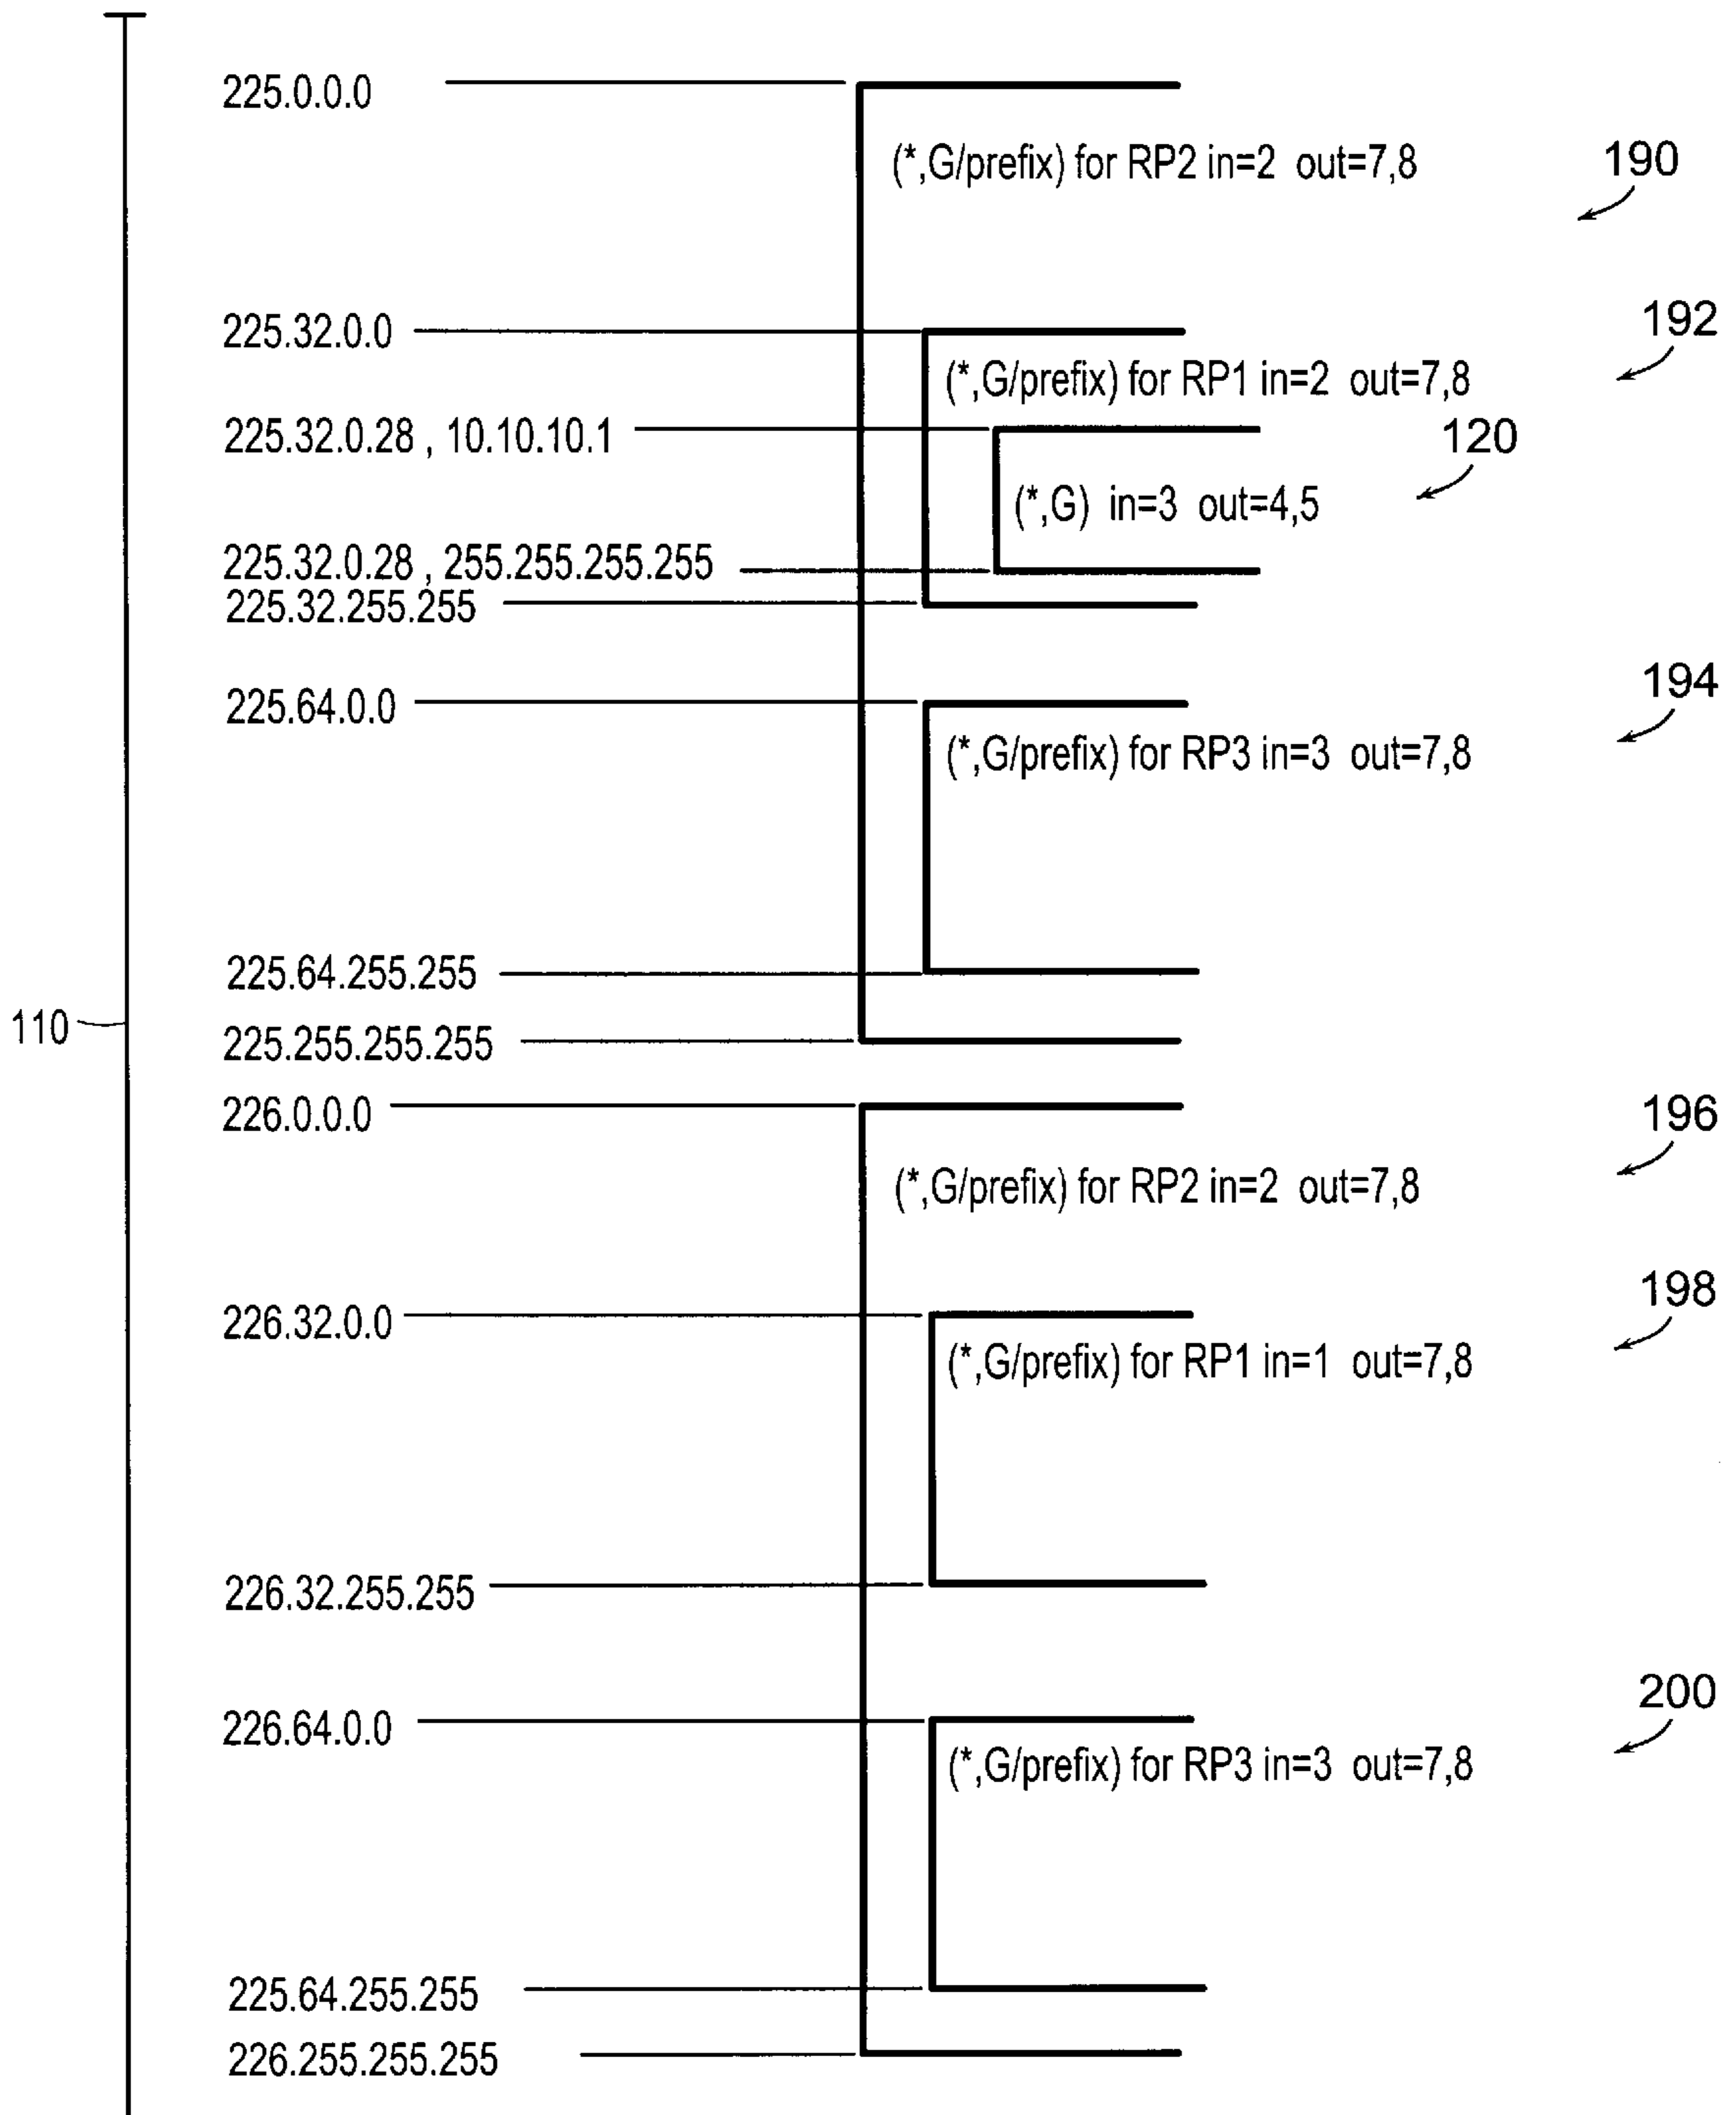 225.0.0.0
(*,G/prefix) for RP2 in=2 out=7,8
190
225.32.0.0
192
(*,G/prefix) for RP1 in=2 out=7,8
225.32.0.28 , 10.10.10.1
120
(*,G) in=3 out=4,5
225.32.0.28 , 255.255.255.255
225.32.255.255
194
225.64.0.0
(*,G/prefix) for RP3 in=3 out=7,8
225.64.255.255
110
225.255.255.255
226.0.0.0
196
(*,G/prefix) for RP2 in=2 out=7,8
198
226.32.0.0
(*,G/prefix) for RP1 in=1 out=7,8
226.32.255.255
200
226.64.0.0
(*,G/prefix) for RP3 in=3 out=7,8
225.64.255.255
226.255.255.255